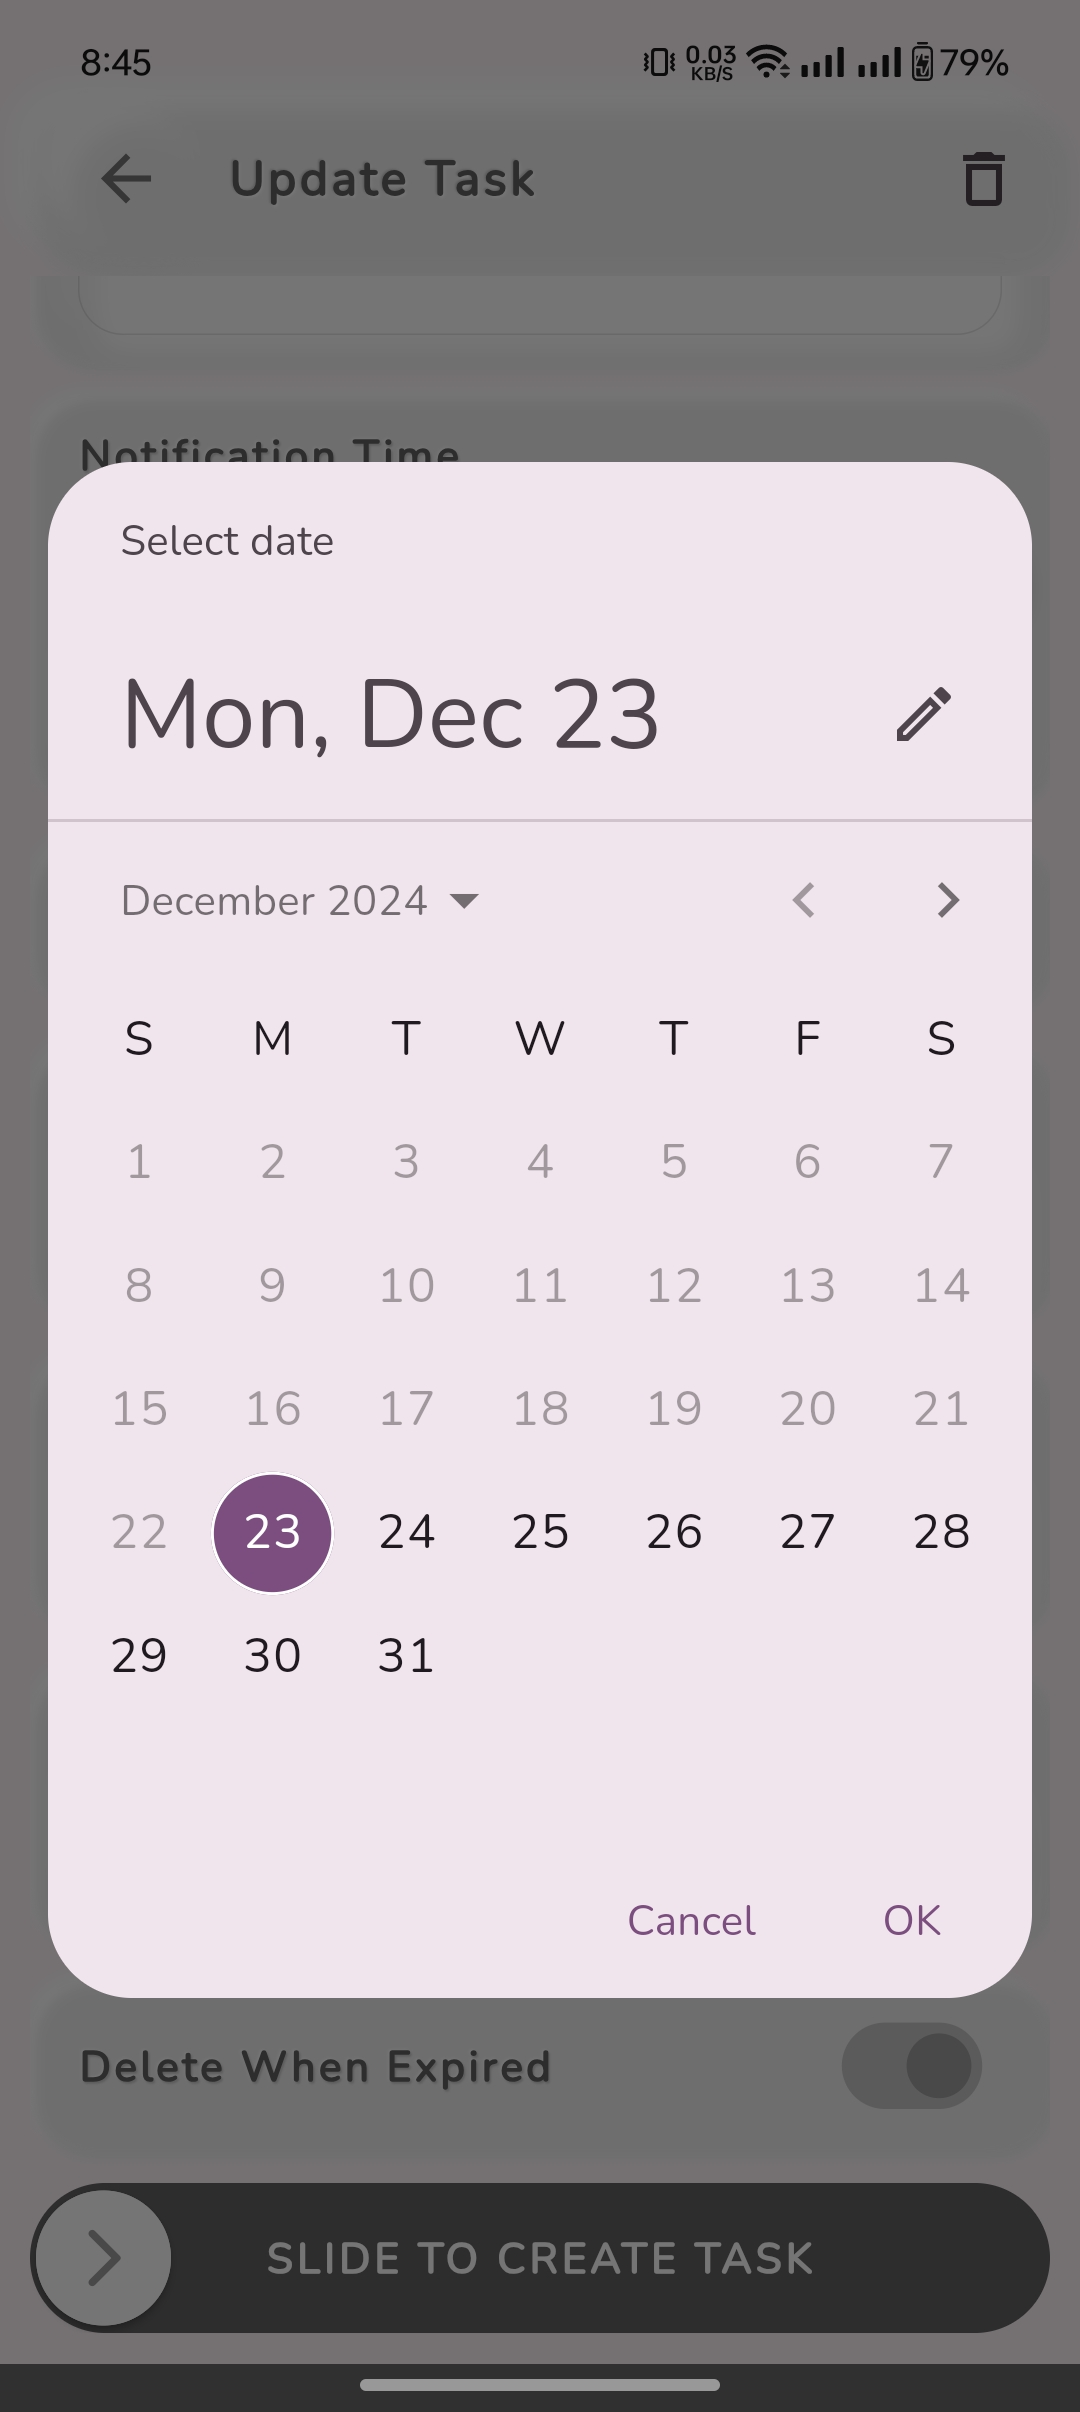 8:45 0.03 KB/S 79%
Update Task
Notification Time
Select date
Mon, Dec 23
December 2024
S M T W T F S
1 2 3 4 5 6 7
8 9 10 11 12 13 14
15 16 17 18 19 20 21
22 23 24 25 26 27 28
29 30 31
Cancel OK
Delete When Expired
SLIDE TO CREATE TASK